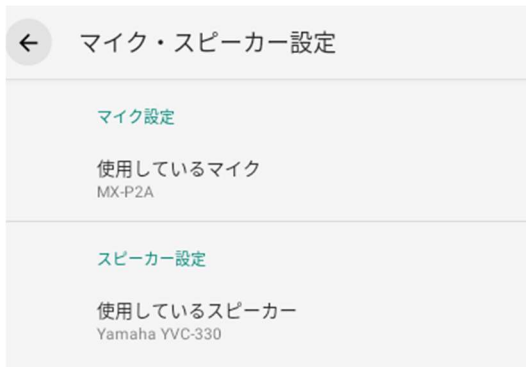 マイク・スピーカー設定
マイク設定
使用しているマイク
MX-P2A
スピーカー設定
使用しているスピーカー
Yamaha YVC-330